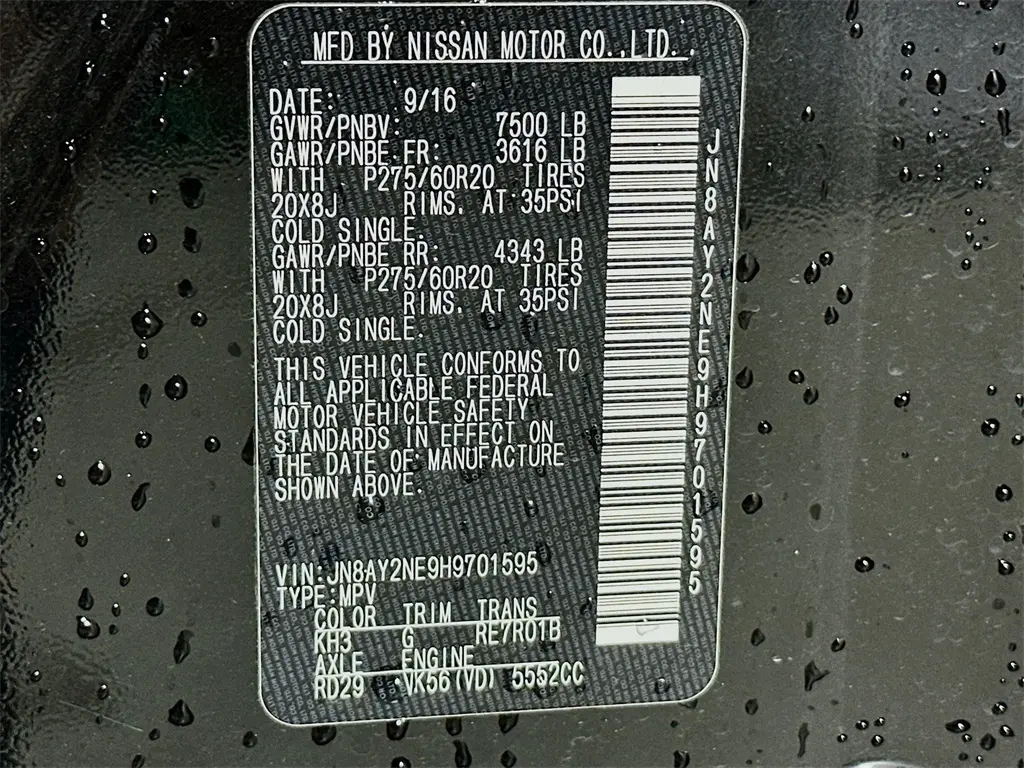 MFD BY NISSAN MOTOR CO.,LTD.
DATE: 9/16
GVWR/PNBV: 7500 LB
GAWR/PNBE FR: 3616 LB
WITH P275/60R20 TIRES
20X8J RIMS. AT 35PSI
COLD SINGLE.
GAWR/PNBE RR: 4343 LB
WITH P275/60R20 TIRES
20X8J RIMS. AT 35PSI
COLD SINGLE.
THIS VEHICLE CONFORMS TO
ALL APPLICABLE FEDERAL
MOTOR VEHICLE SAFETY
STANDARDS IN EFFECT ON
THE DATE OF MANUFACTURE
SHOWN ABOVE.
VIN:JN8AY2NE9H9701595
TYPE:MPV
COLOR TRIM TRANS
KH3 G RE7R01B
AXLE ENGINE
RD29 VK56(VD) 5552CC
JN8AY2NE9H9701595